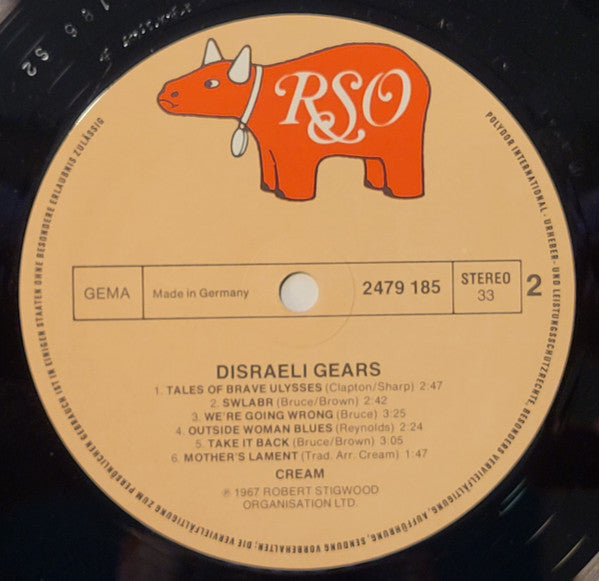 RSO
GEMA
Made in Germany
2479 185
STEREO
33
2
DISRAELI GEARS
1. TALES OF BRAVE ULYSSES (Clapton/Sharp) 2:47
2. SWLABR (Bruce/Brown) 2:42
3. WE'RE GOING WRONG (Bruce) 3:25
4. OUTSIDE WOMAN BLUES (Reynolds) 2:24
5. TAKE IT BACK (Bruce/Brown) 3:05
6. MOTHER'S LAMENT (Trad. Arr. Cream) 1:47
CREAM
℗ 1967 ROBERT STIGWOOD
ORGANISATION LTD.
POLYDOR INTERNATIONAL · URHEBER- UND LEISTUNGSSCHUTZRECHTE, BESONDERS VERVIELFÄLTIGUNG, AUFFÜHRUNG, SENDUNG VORBEHALTEN; DIE VERVIELFÄLTIGUNG ZUM PERSÖNLICHEN GEBRAUCH IST IN EINIGEN STAATEN OHNE BESONDERE ERLAUBNIS ZULÄSSIG